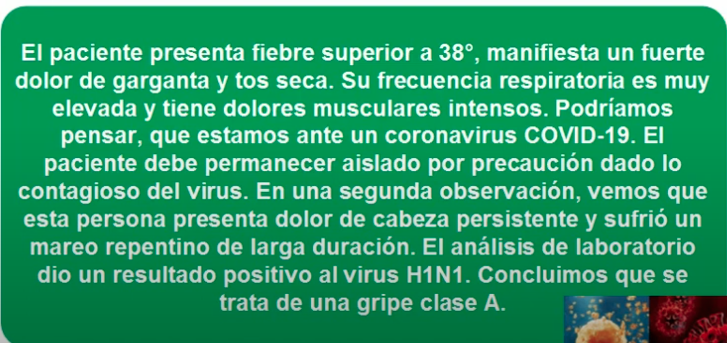 El paciente presenta fiebre superior a 38°, manifiesta un fuerte
dolor de garganta y tos seca. Su frecuencia respiratoria es muy
elevada y tiene dolores musculares intensos. Podríamos
pensar, que estamos ante un coronavirus COVID-19. El
paciente debe permanecer aislado por precaución dado lo
contagioso del virus. En una segunda observación, vemos que
esta persona presenta dolor de cabeza persistente y sufrió un
mareo repentino de larga duración. El análisis de laboratorio
dio un resultado positivo al virus H1N1. Concluimos que se
trata de una gripe clase A.